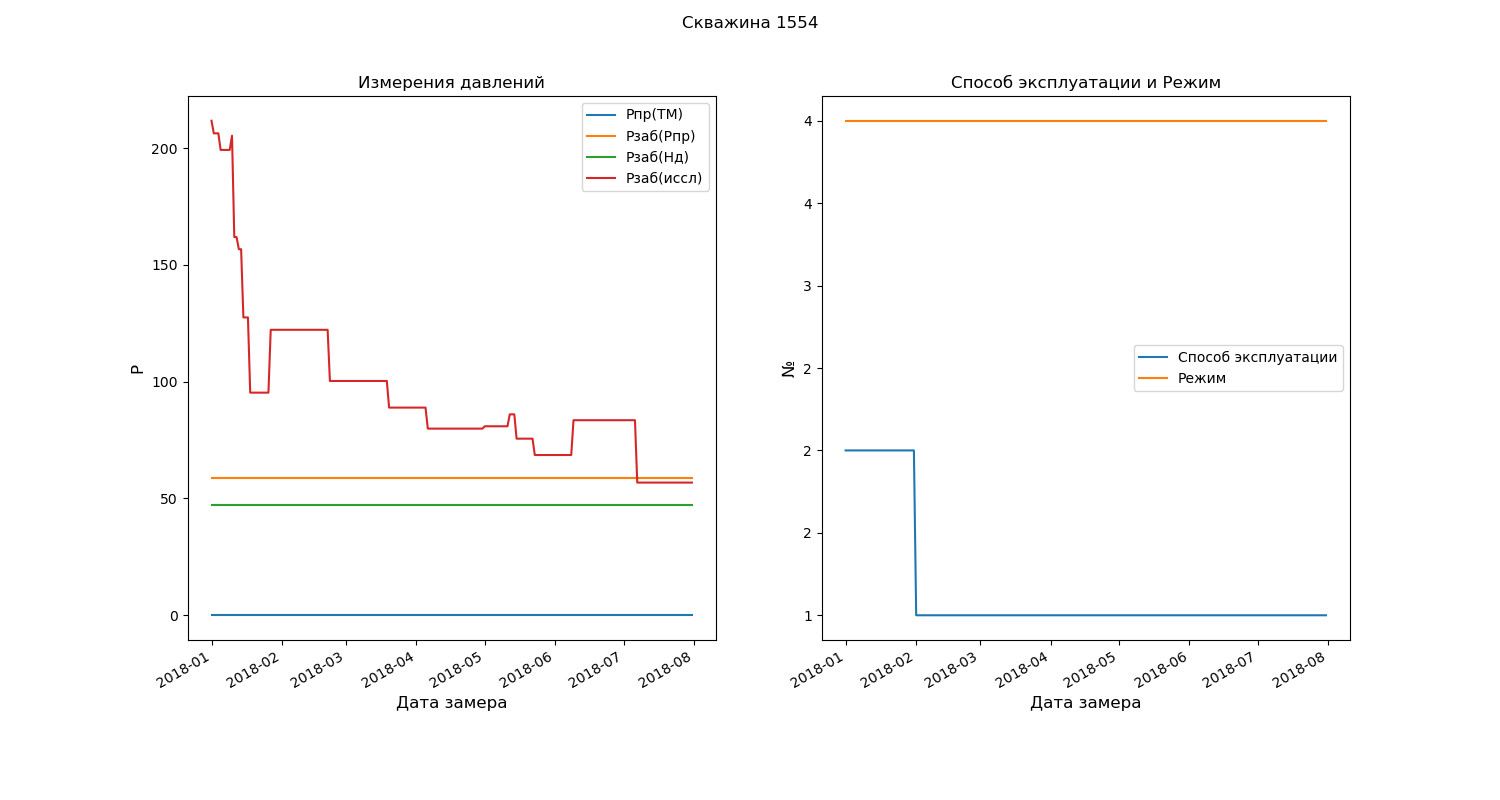 Скважина 1554
Измерения давлений
Рпр(ТМ)
Рзаб(Рпр)
Рзаб(Нд)
Рзаб(иссл)
200
150
100
50
0
Р
2018-01
2018-02
2018-03
2018-04
2018-05
2018-06
2018-07
2018-08
Дата замера
Способ эксплуатации и Режим
4
4
3
2
2
2
1
№
Способ эксплуатации
Режим
2018-01
2018-02
2018-03
2018-04
2018-05
2018-06
2018-07
2018-08
Дата замера